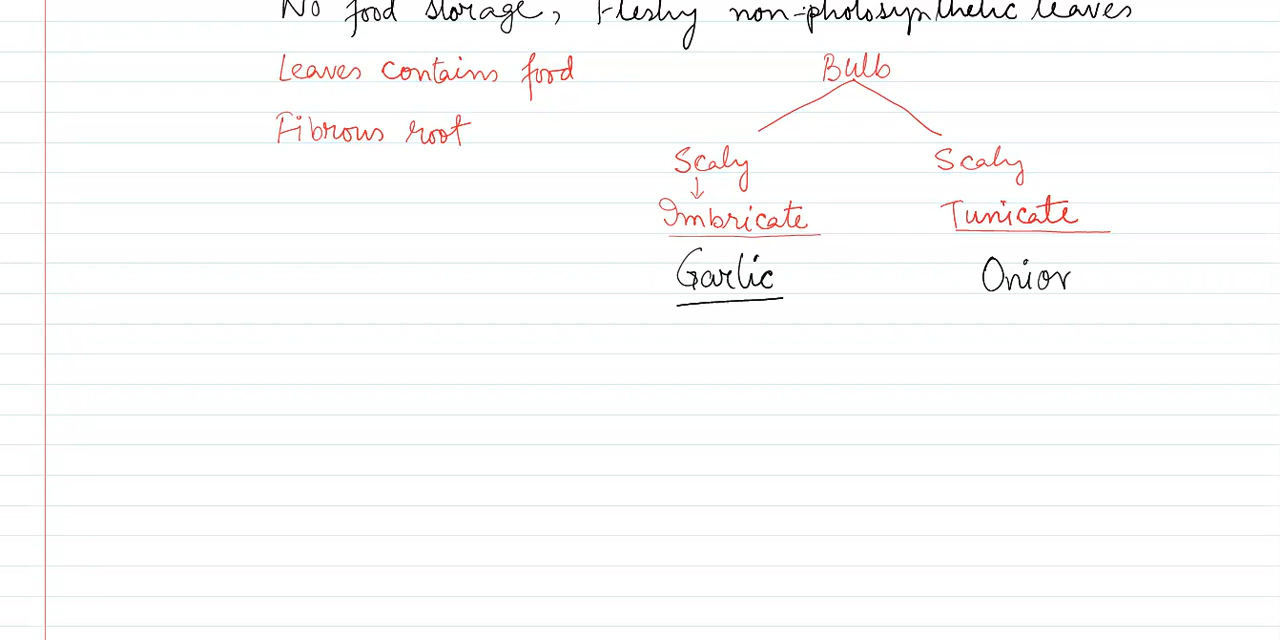 No food storage, Fleshy non-photosynthetic leaves
Leaves contains food
Bulb
Fibrous root
Scaly Scaly
↓
Imbricate Tunicate
Garlic Onion